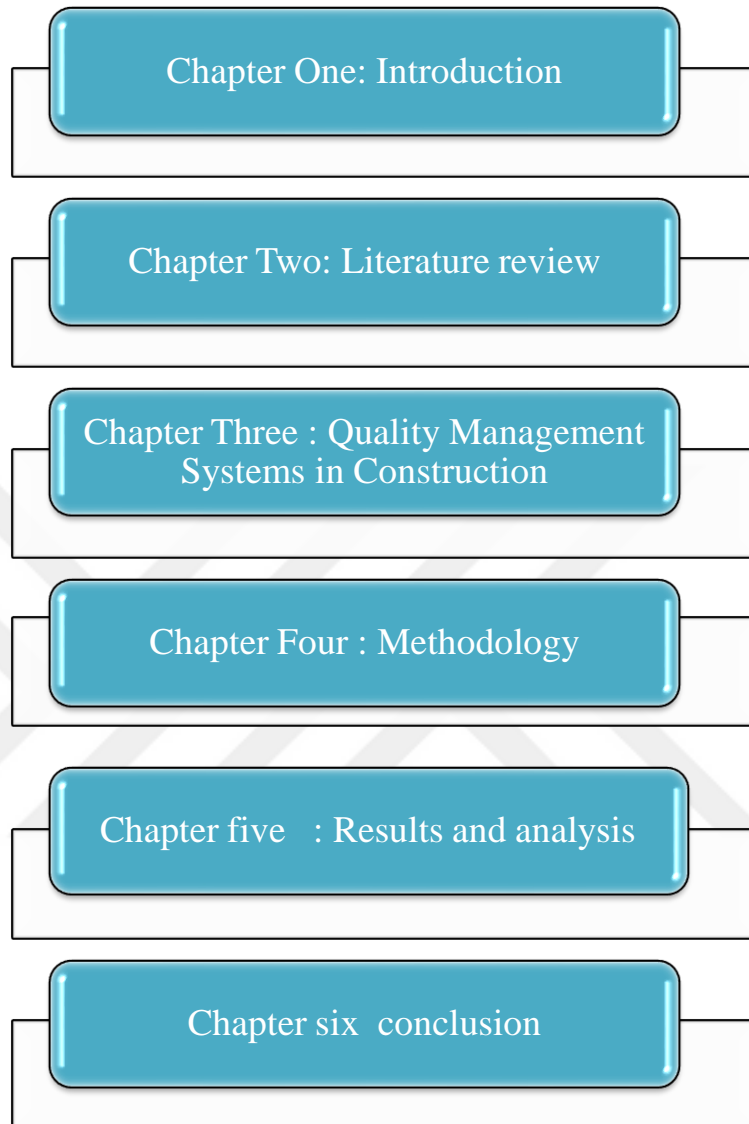 Chapter One: Introduction
Chapter Two: Literature review
Chapter Three : Quality Management
Systems in Construction
Chapter Four : Methodology
Chapter five   : Results and analysis
Chapter six  conclusion